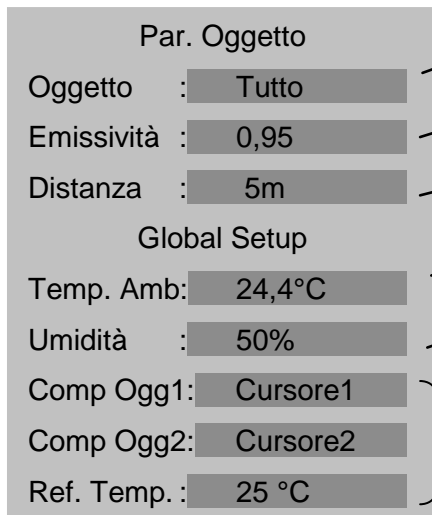 Par. Oggetto
Oggetto : Tutto
Emissività : 0,95
Distanza : 5m
Global Setup
Temp. Amb: 24,4°C
Umidità : 50%
Comp Ogg1: Cursore1
Comp Ogg2: Cursore2
Ref. Temp. : 25 °C